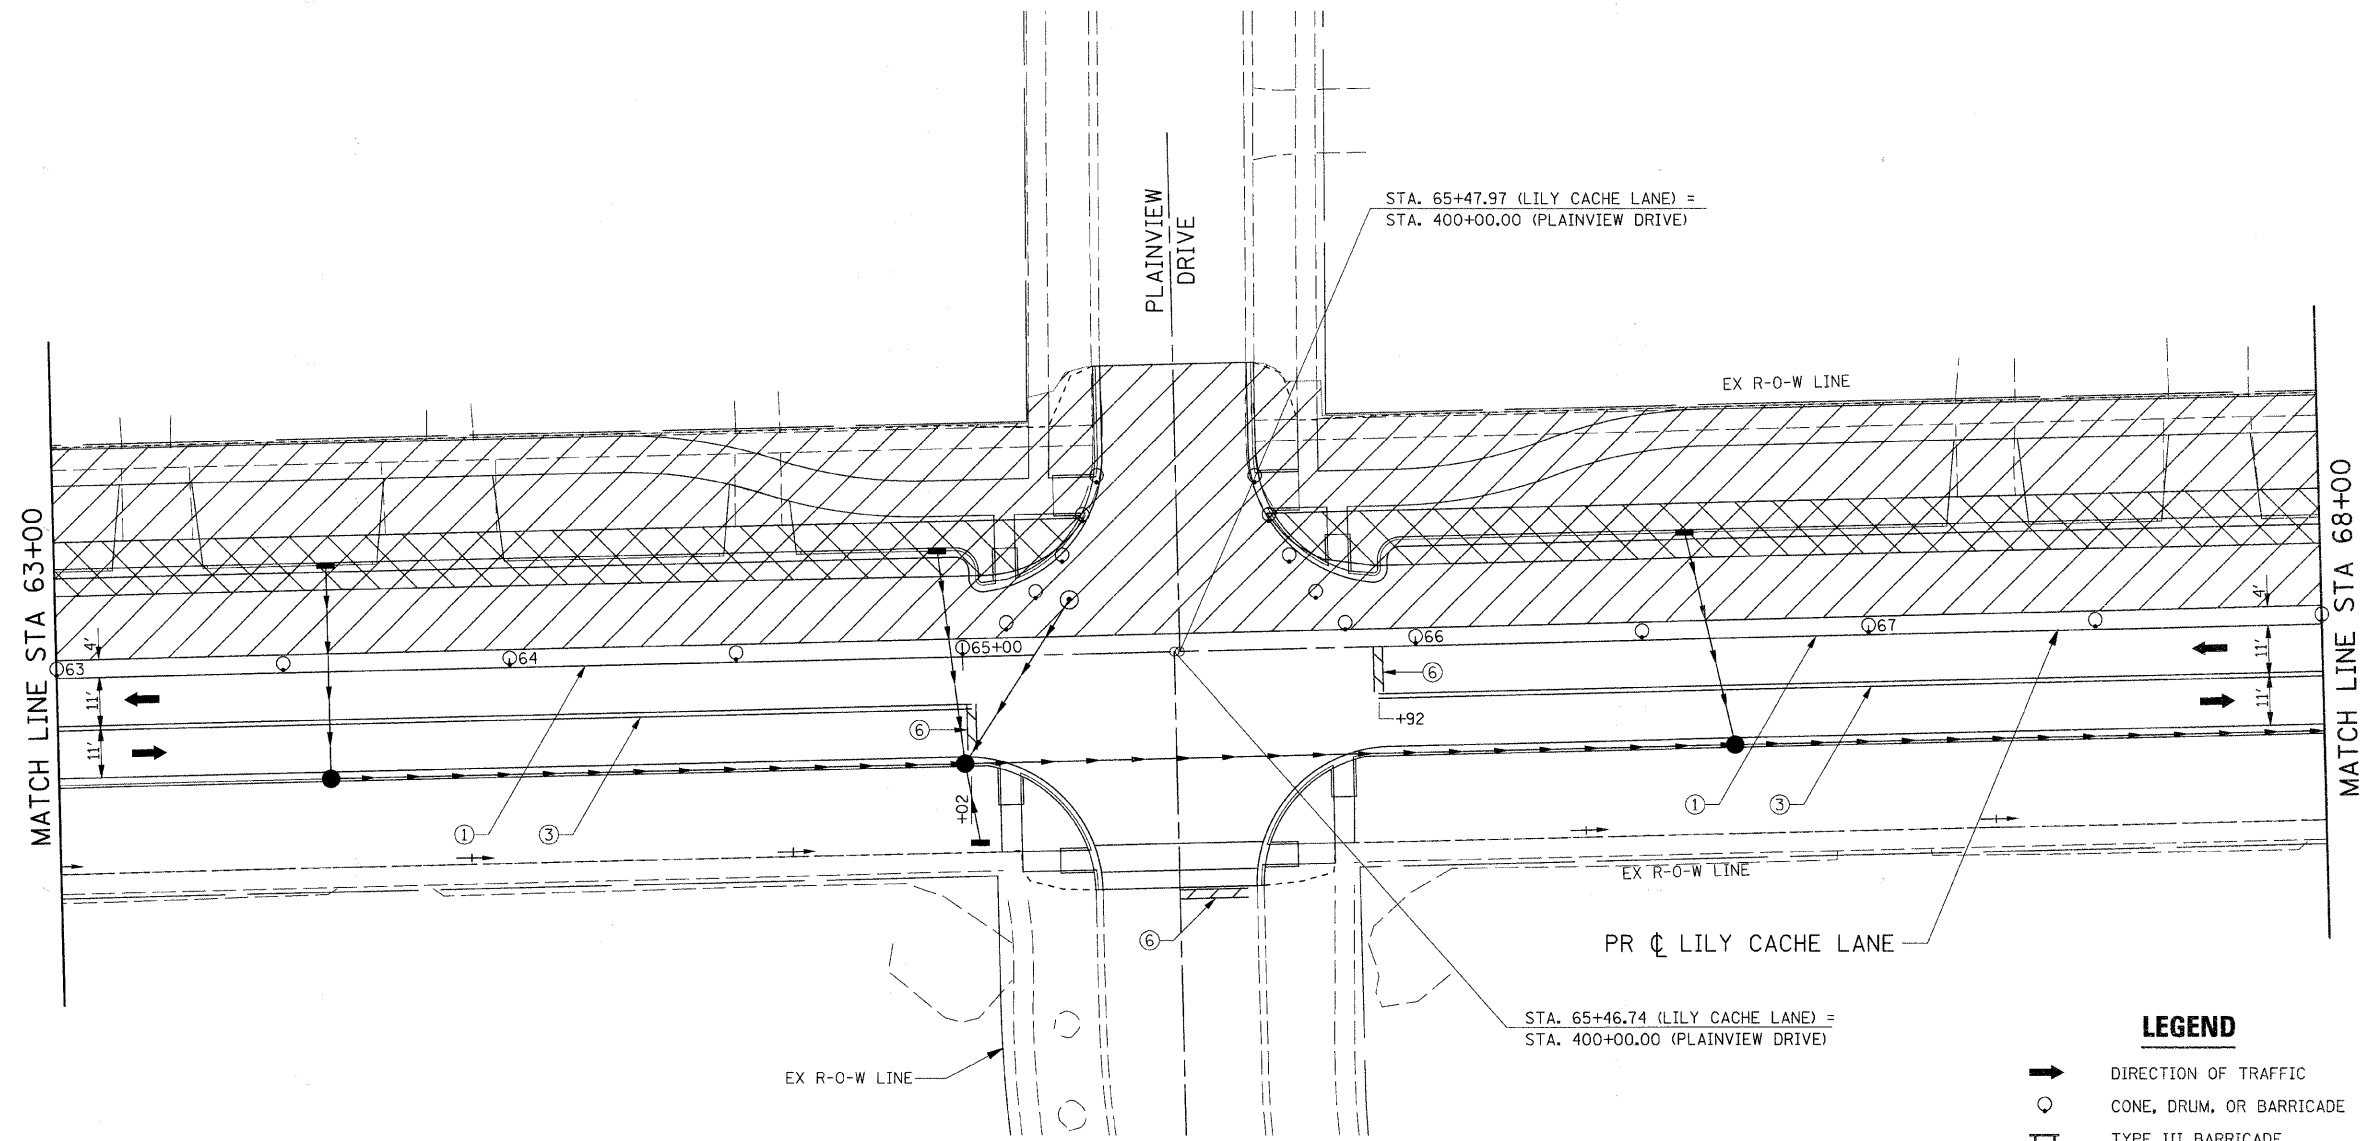 PLAINVIEW
DRIVE
STA. 65+47.97 (LILY CACHE LANE) =
STA. 400+00.00 (PLAINVIEW DRIVE)
EX R-O-W LINE
MATCH LINE STA 63+00
MATCH LINE STA 68+00
4'
4'
63
64
65+00
66
67
11'
11'
11'
11'
6
6
+92
+02
1
3
1
3
EX R-O-W LINE
6
PR ℄ LILY CACHE LANE
STA. 65+46.74 (LILY CACHE LANE) =
STA. 400+00.00 (PLAINVIEW DRIVE)
EX R-O-W LINE
LEGEND
DIRECTION OF TRAFFIC
CONE, DRUM, OR BARRICADE
TYPE III BARRICADE